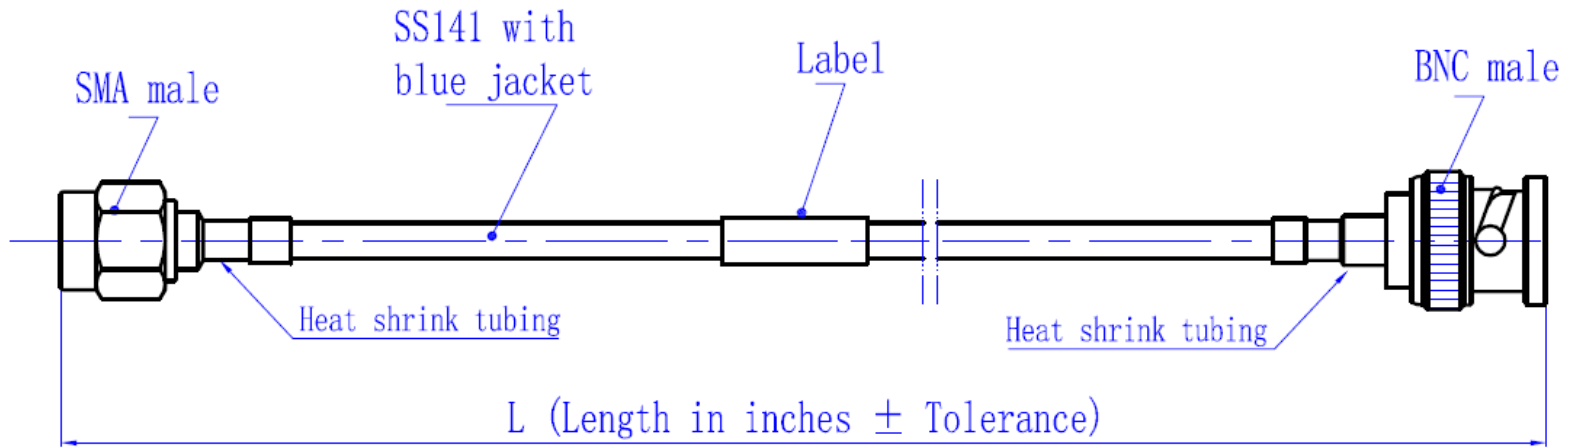 SMA male
SS141 with
blue jacket
Label
BNC male
Heat shrink tubing
Heat shrink tubing
L (Length in inches ± Tolerance)